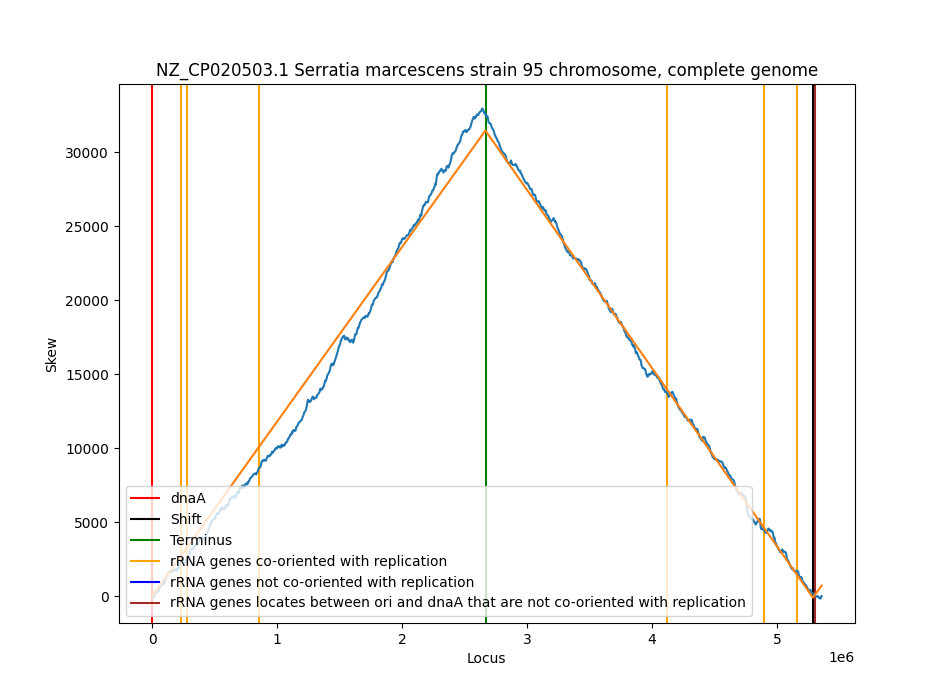 NZ_CP020503.1 Serratia marcescens strain 95 chromosome, complete genome
Skew
30000
25000
20000
15000
10000
5000
0
dnaA
Shift
Terminus
rRNA genes co-oriented with replication
rRNA genes not co-oriented with replication
rRNA genes locates between ori and dnaA that are not co-oriented with replication
0 1 2 3 4 5
1e6
Locus